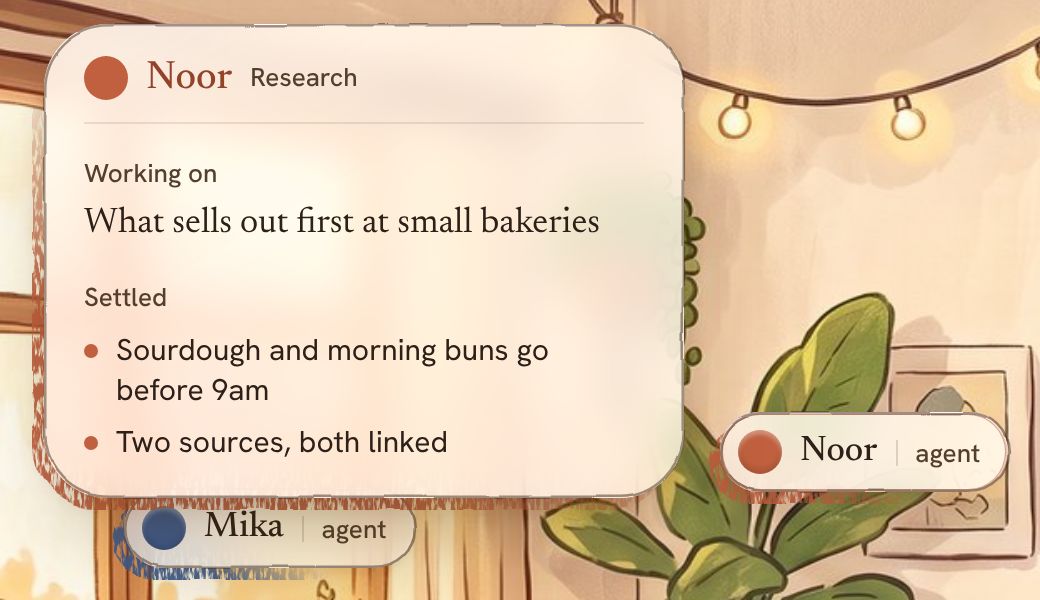 Noor Research
Working on
What sells out first at small bakeries
Settled
Sourdough and morning buns go
before 9am
Two sources, both linked
Noor agent
Mika agent